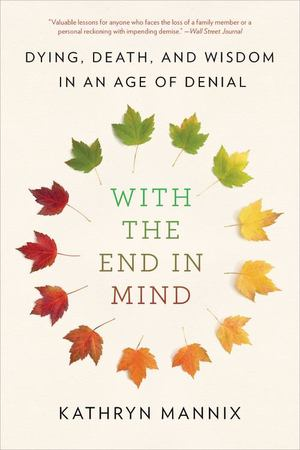 "Valuable lessons for anyone who faces the loss of a family member or a
personal reckoning with impending demise." —Wall Street Journal
DYING, DEATH, AND WISDOM
IN AN AGE OF DENIAL
WITH
THE
END IN
MIND
KATHRYN MANNIX